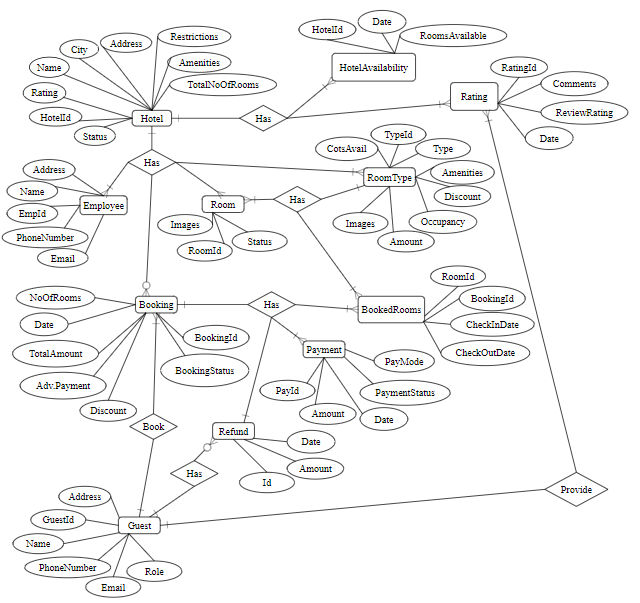 Date
HotelId
RoomsAvailable
HotelAvailability
Restrictions
Address
City
Amenities
Name
TotalNoOfRooms
Rating
HotelId
Hotel
Status
Has
RatingId
Comments
Rating
ReviewRating
Date
Has
Address
Name
EmpId
Employee
PhoneNumber
Email
Room
Images
Status
RoomId
Has
TypeId
CotsAvail
Type
RoomType
Amenities
Discount
Occupancy
Images
Amount
NoOfRooms
Booking
Date
TotalAmount
Adv.Payment
Discount
BookingId
BookingStatus
Has
BookedRooms
RoomId
BookingId
CheckInDate
CheckOutDate
Payment
PayMode
PaymentStatus
PayId
Amount
Date
Book
Refund
Date
Amount
Id
Has
Provide
Address
GuestId
Guest
Name
PhoneNumber
Email
Role